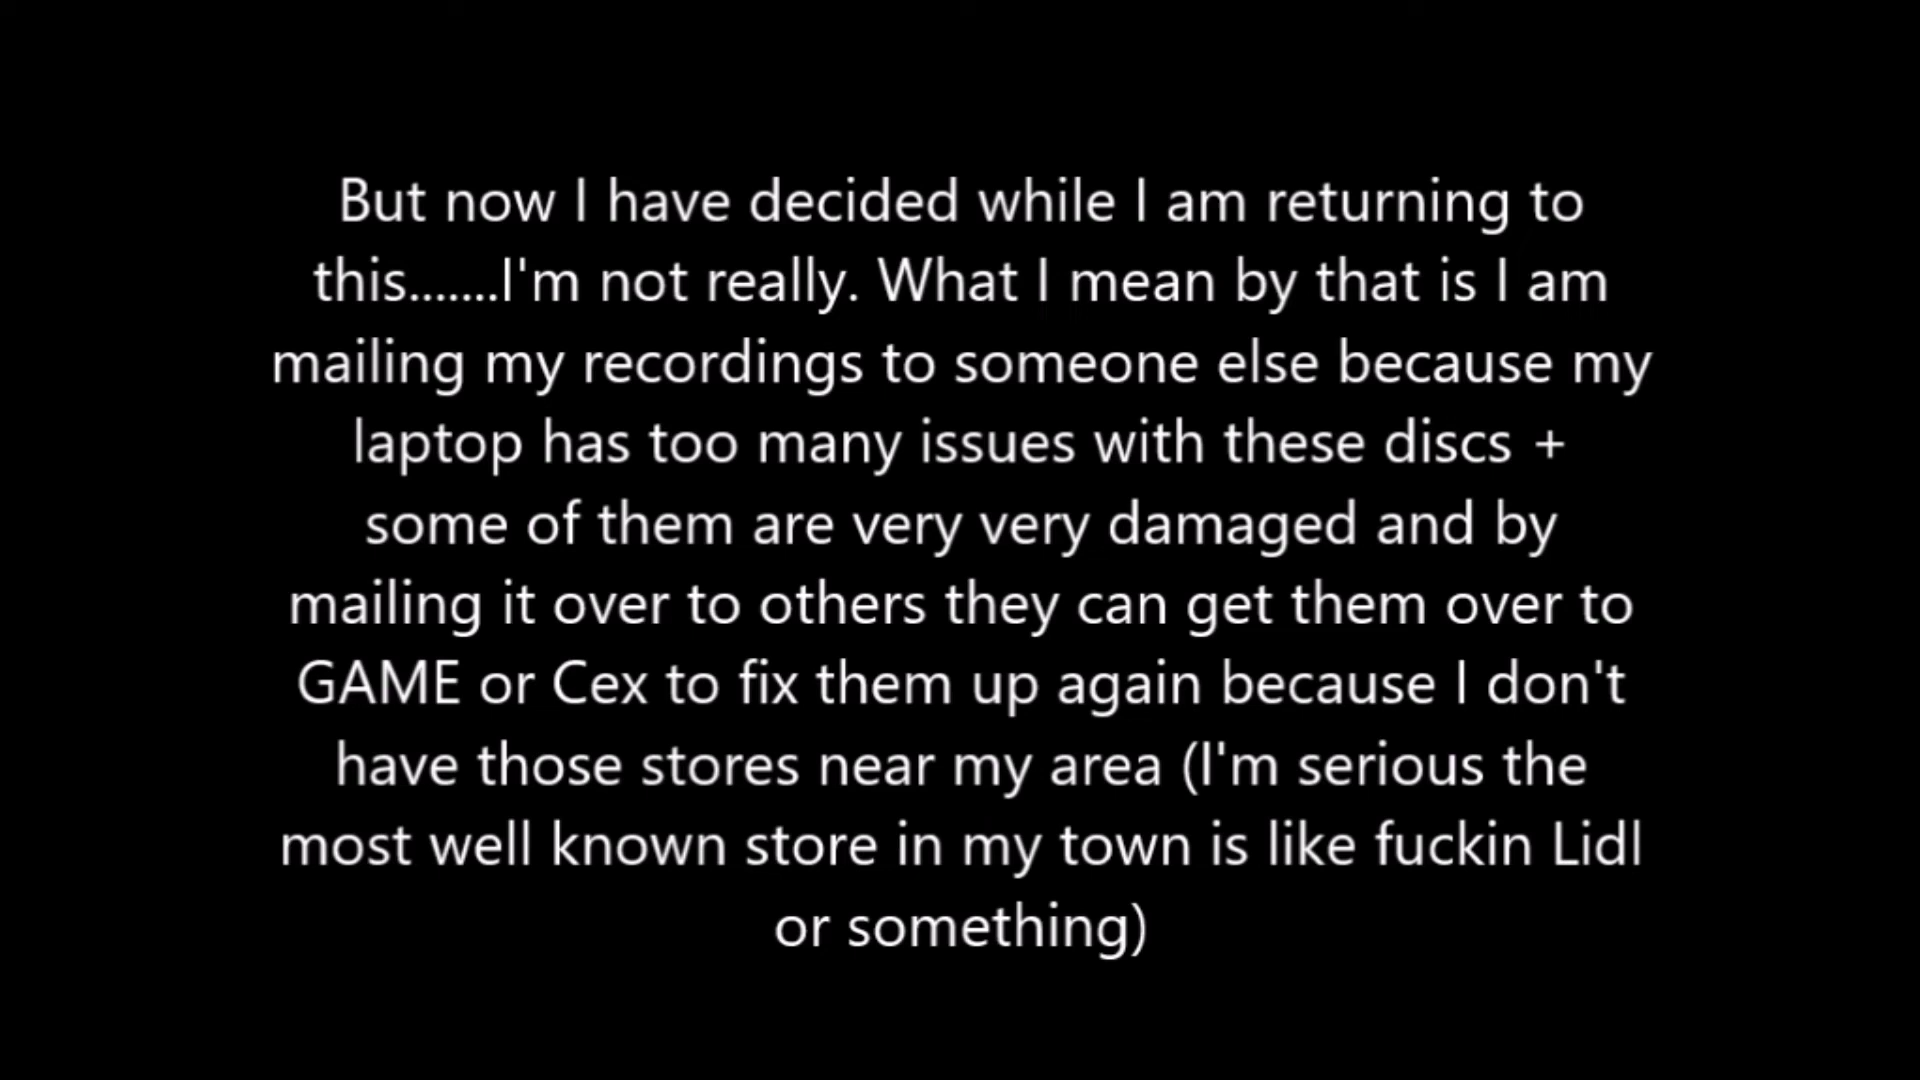 But now I have decided while I am returning to
this.......I'm not really. What I mean by that is I am
mailing my recordings to someone else because my
laptop has too many issues with these discs +
some of them are very very damaged and by
mailing it over to others they can get them over to
GAME or Cex to fix them up again because I don't
have those stores near my area (I'm serious the
most well known store in my town is like fuckin Lidl
or something)